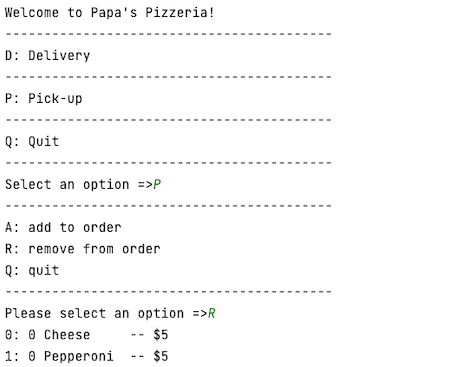 Welcome to Papa's Pizzeria!
------------------------------------------
D: Delivery
------------------------------------------
P: Pick-up
------------------------------------------
Q: Quit
------------------------------------------
Select an option =>P
------------------------------------------
A: add to order
R: remove from order
Q: quit
------------------------------------------
Please select an option =>R
0: 0 Cheese     -- $5
1: 0 Pepperoni  -- $5